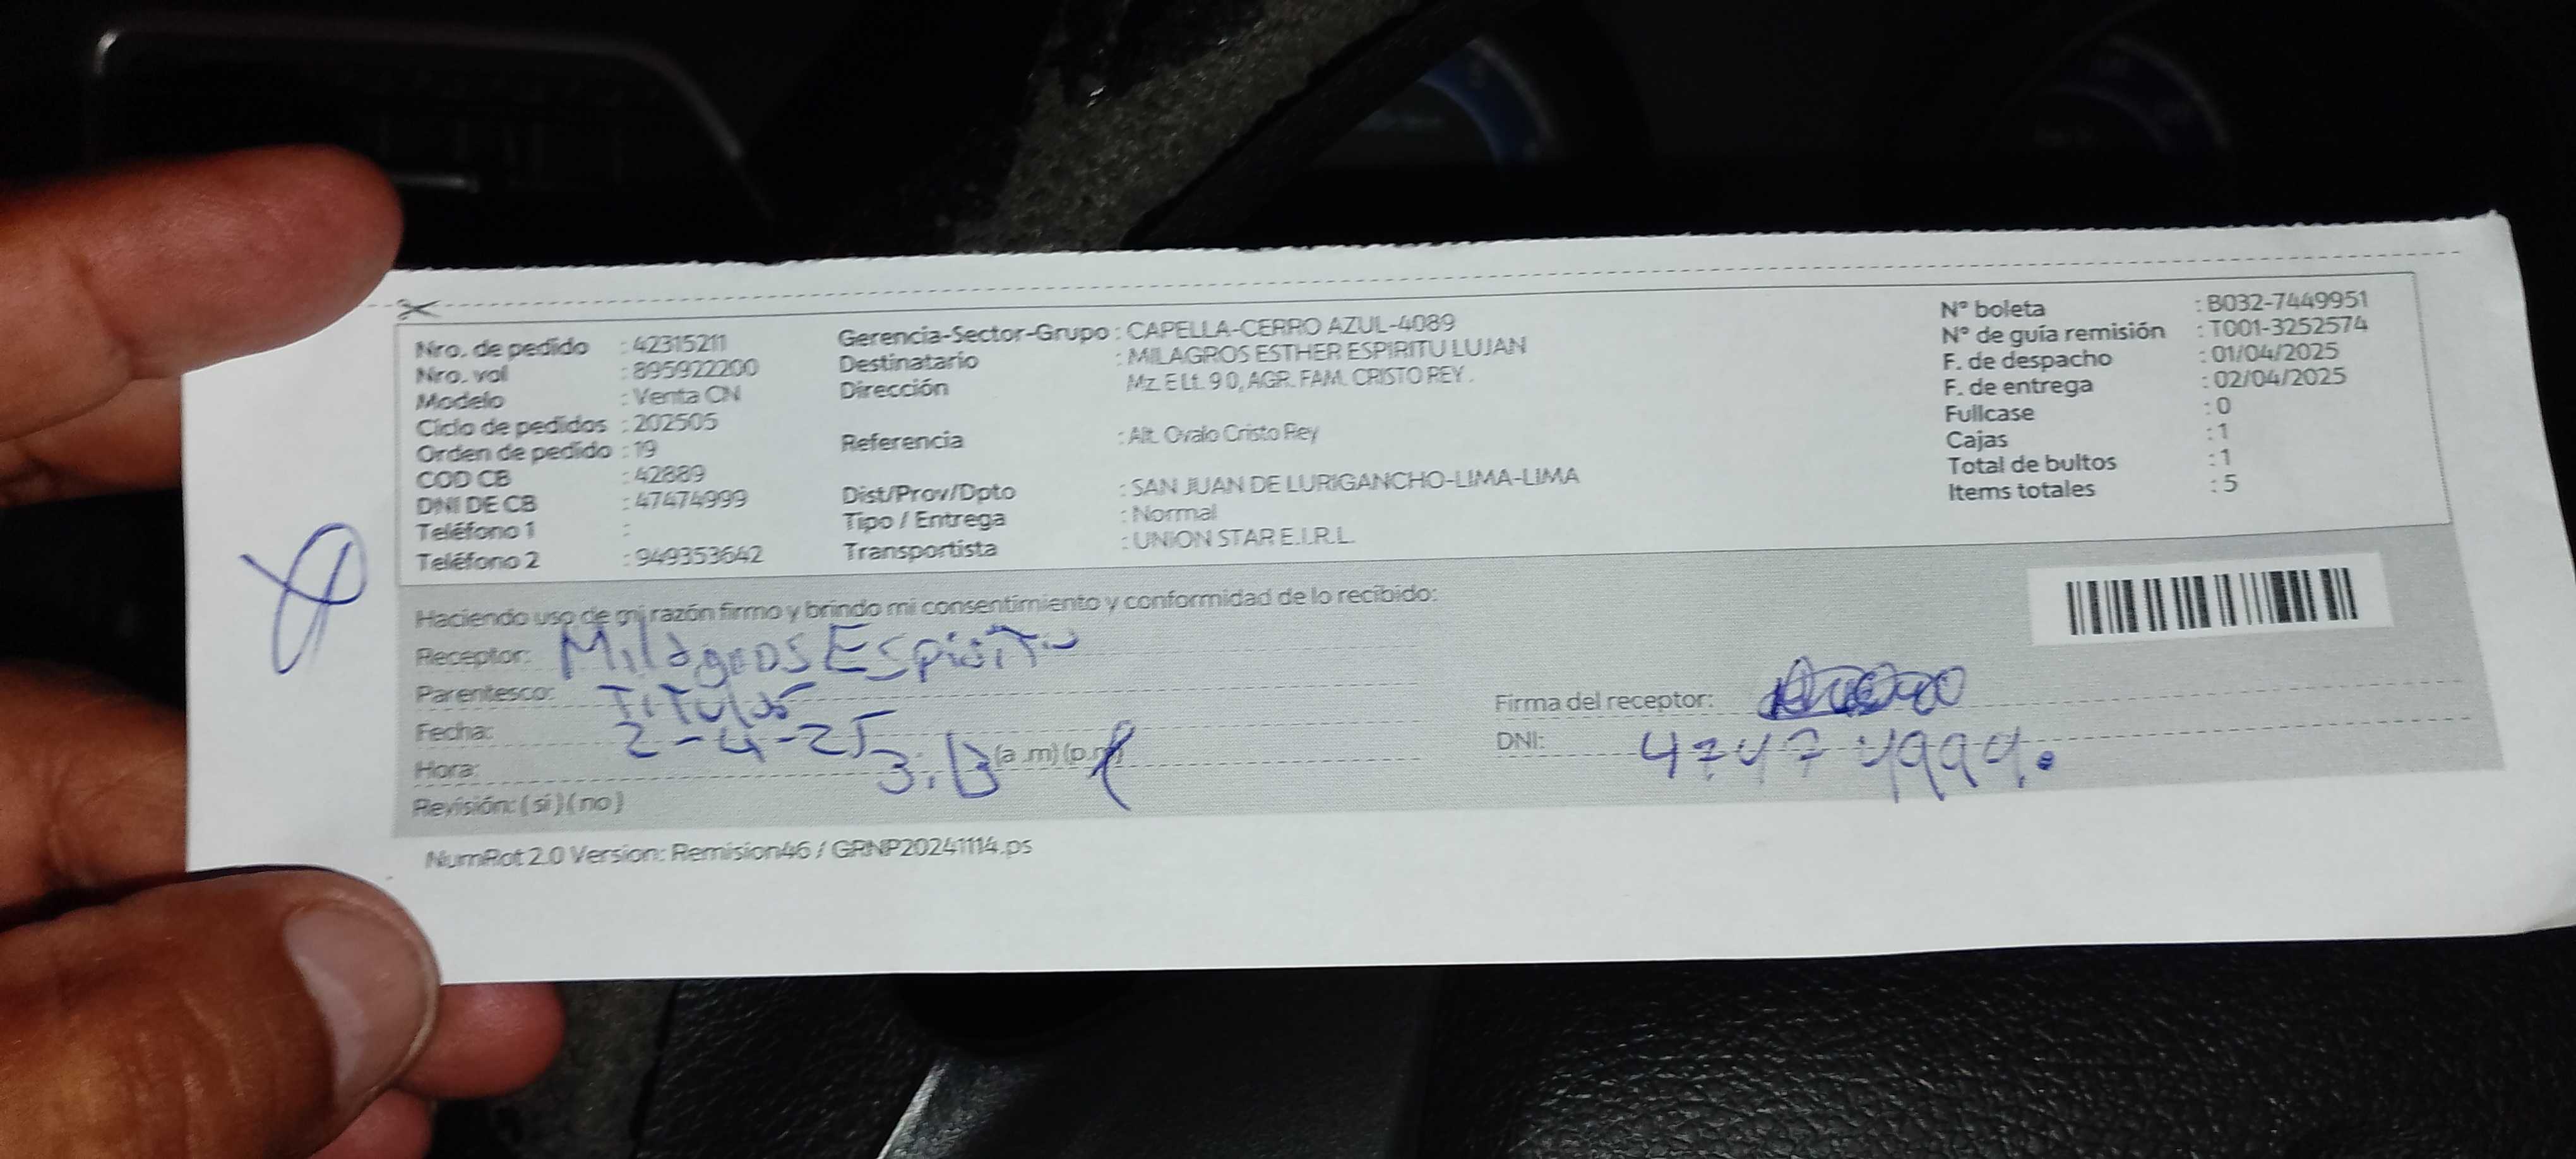 Nro. de pedido : 42315211
Nro. val : 895922200
Modelo : Venta CN
Ciclo de pedidos : 202505
Orden de pedido : 19
COD CB : 42889
DNI DE CB : 47474999
Teléfono 1 :
Teléfono 2 : 949353642
Gerencia-Sector-Grupo : CAPELLA-CERRO AZUL-4089
Destinatario : MILAGROS ESTHER ESPIRITU LUJAN
Dirección Mz. E Lt. 9 0, AGR. FAM. CRISTO REY .
Referencia : Alt. Ovalo Cristo Rey
Dist/Prov/Dpto : SAN JUAN DE LURIGANCHO-LIMA-LIMA
Tipo / Entrega : Normal
Transportista : UNION STAR E.I.R.L.
N° boleta : B032-7449951
N° de guía remisión : T001-3252574
F. de despacho : 01/04/2025
F. de entrega : 02/04/2025
Fullcase : 0
Cajas : 1
Total de bultos : 1
Items totales : 5
Haciendo uso de mi razón firmo y brindo mi consentimiento y conformidad de lo recibido:
Receptor: Milagros Espiritu
Parentesco: Titular
Fecha: 2-4-25
Hora: 3:13 (a .m) (p.m)
Revisión: ( si ) ( no )
Firma del receptor:
DNI: 47474999.
NumRot 2.0 Version: Remision46 / GRNP20241114.ps